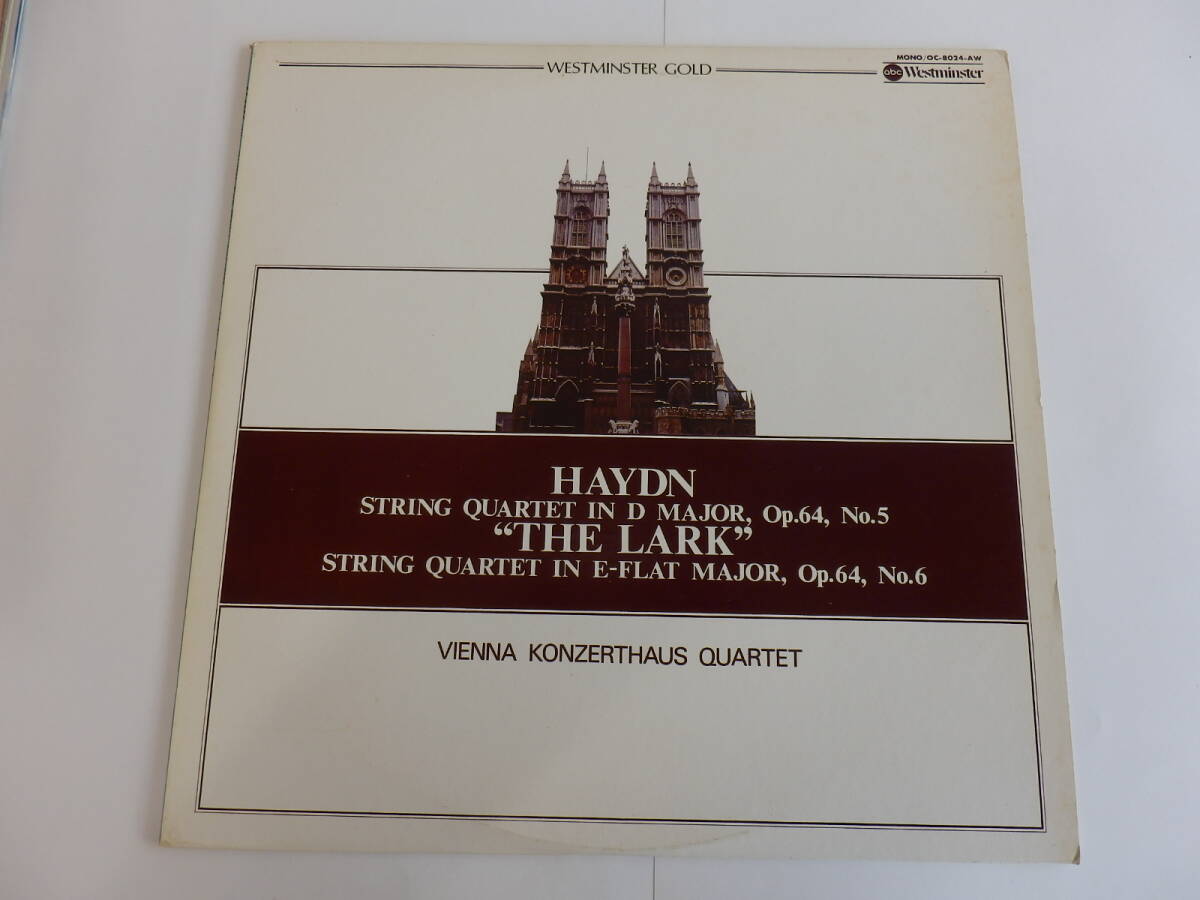 WESTMINSTER GOLD
MONO/OC-8024-AW
abc Westminster
HAYDN
STRING QUARTET IN D MAJOR, Op.64, No.5
“THE LARK”
STRING QUARTET IN E-FLAT MAJOR, Op.64, No.6
VIENNA KONZERTHAUS QUARTET